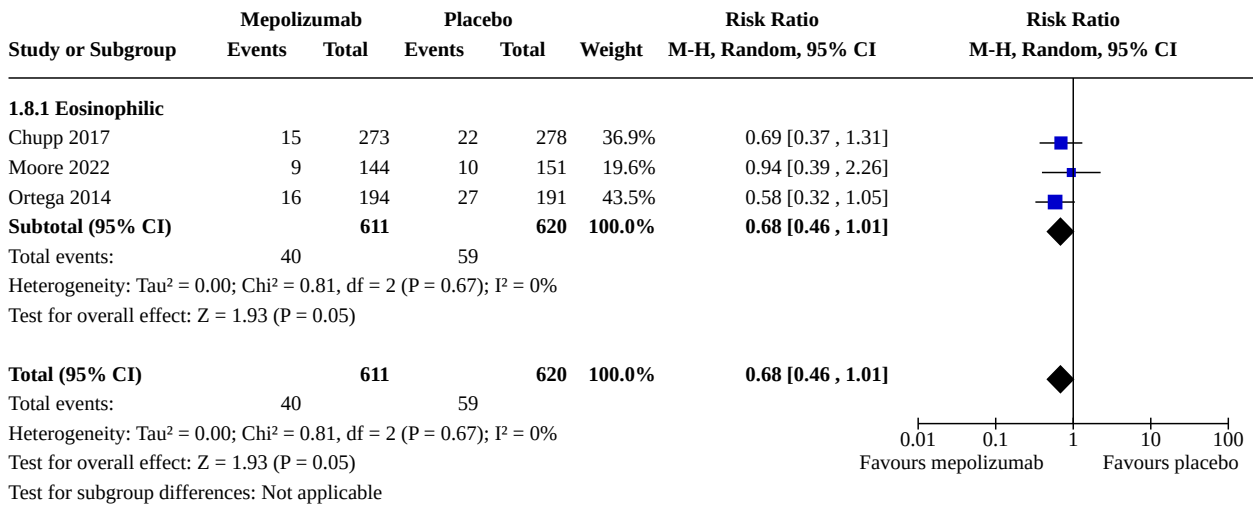 Mepolizumab Placebo Risk Ratio Risk Ratio
Study or Subgroup Events Total Events Total Weight M-H, Random, 95% CI M-H, Random, 95% CI
1.8.1 Eosinophilic
Chupp 2017 15 273 22 278 36.9% 0.69 [0.37 , 1.31]
Moore 2022 9 144 10 151 19.6% 0.94 [0.39 , 2.26]
Ortega 2014 16 194 27 191 43.5% 0.58 [0.32 , 1.05]
Subtotal (95% CI) 611 620 100.0% 0.68 [0.46 , 1.01]
Total events: 40 59
Heterogeneity: Tau² = 0.00; Chi² = 0.81, df = 2 (P = 0.67); I² = 0%
Test for overall effect: Z = 1.93 (P = 0.05)
Total (95% CI) 611 620 100.0% 0.68 [0.46 , 1.01]
Total events: 40 59
Heterogeneity: Tau² = 0.00; Chi² = 0.81, df = 2 (P = 0.67); I² = 0% 0.01 0.1 1 10 100
Test for overall effect: Z = 1.93 (P = 0.05) Favours mepolizumab Favours placebo
Test for subgroup differences: Not applicable